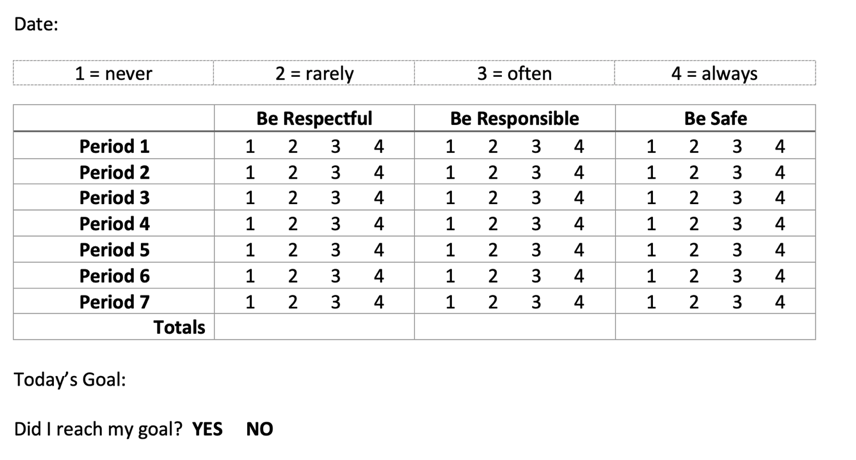 Date:
1 = never 2 = rarely 3 = often 4 = always
Be Respectful Be Responsible Be Safe
Period 1 1 2 3 4 1 2 3 4 1 2 3 4
Period 2 1 2 3 4 1 2 3 4 1 2 3 4
Period 3 1 2 3 4 1 2 3 4 1 2 3 4
Period 4 1 2 3 4 1 2 3 4 1 2 3 4
Period 5 1 2 3 4 1 2 3 4 1 2 3 4
Period 6 1 2 3 4 1 2 3 4 1 2 3 4
Period 7 1 2 3 4 1 2 3 4 1 2 3 4
Totals
Today’s Goal:
Did I reach my goal? YES NO